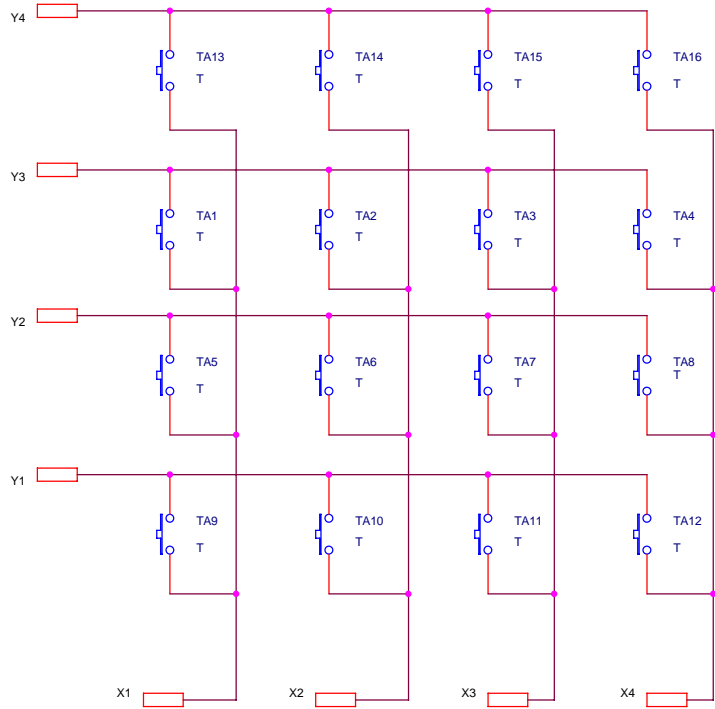 Y4
TA13 TA14 TA15 TA16
T T T T
Y3
TA1 TA2 TA3 TA4
T T T T
Y2
TA5 TA6 TA7 TA8
T T T T
Y1
TA9 TA10 TA11 TA12
T T T T
X1 X2 X3 X4